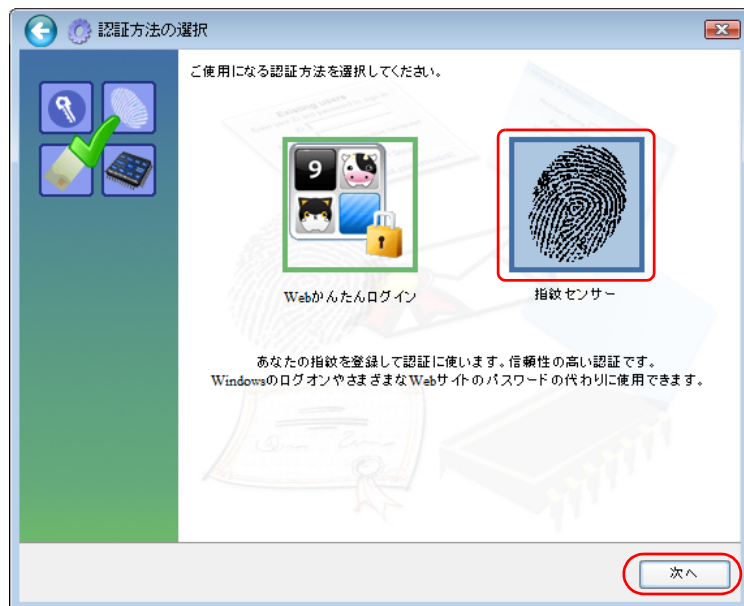 認証方法の選択
ご使用になる認証方法を選択してください。
9
Webかんたんログイン
指紋センサー
あなたの指紋を登録して認証に使います。信頼性の高い認証です。
WindowsのログオンやさまざまなWebサイトのパスワードの代わりに使用できます。
次へ